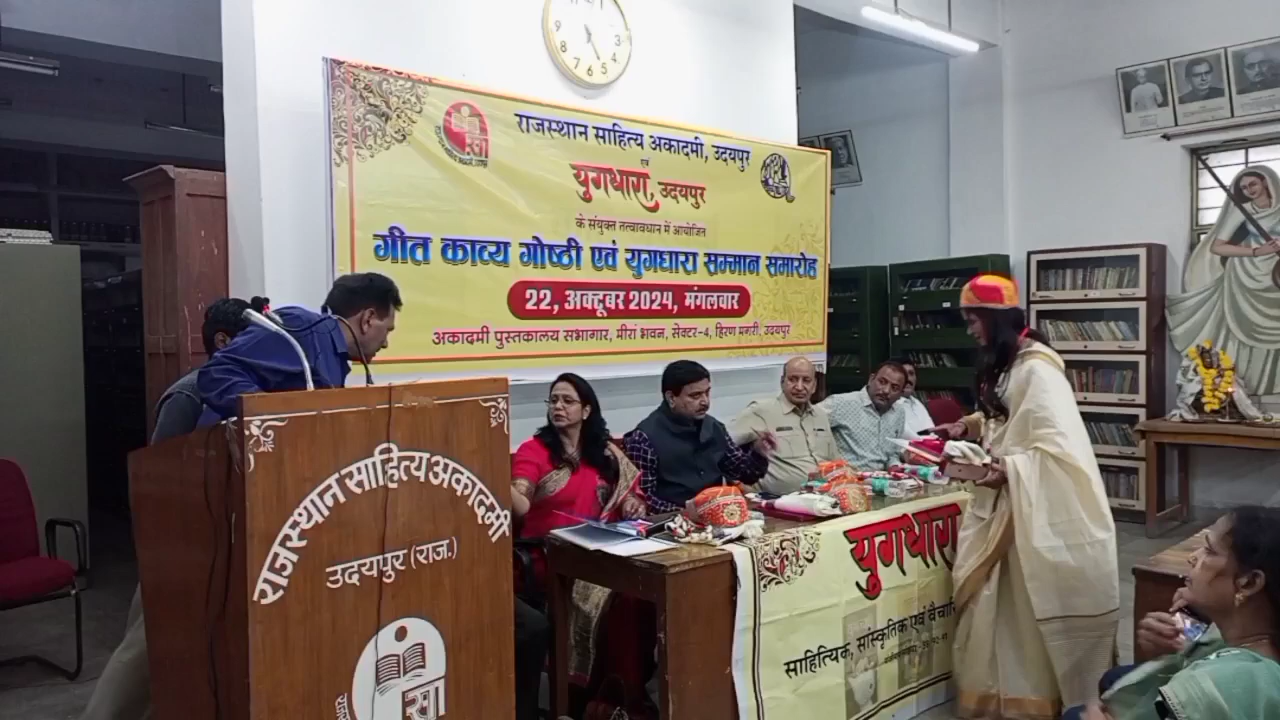 राजस्थान साहित्य अकादमी, उदयपुर
एवं
युगधारा, उदयपुर
के संयुक्त तत्वावधान में आयोजित
गीत काव्य गोष्ठी एवं युगधारा सम्मान समारोह
22, अक्टूबर 2024, मंगलवार
अकादमी पुस्तकालय सभागार, मीरां भवन, सेक्टर-4, हिरण मगरी, उदयपुर
राजस्थान साहित्य अकादमी
उदयपुर (राज.)
सा
युगधारा
साहित्यिक, सांस्कृतिक एवं